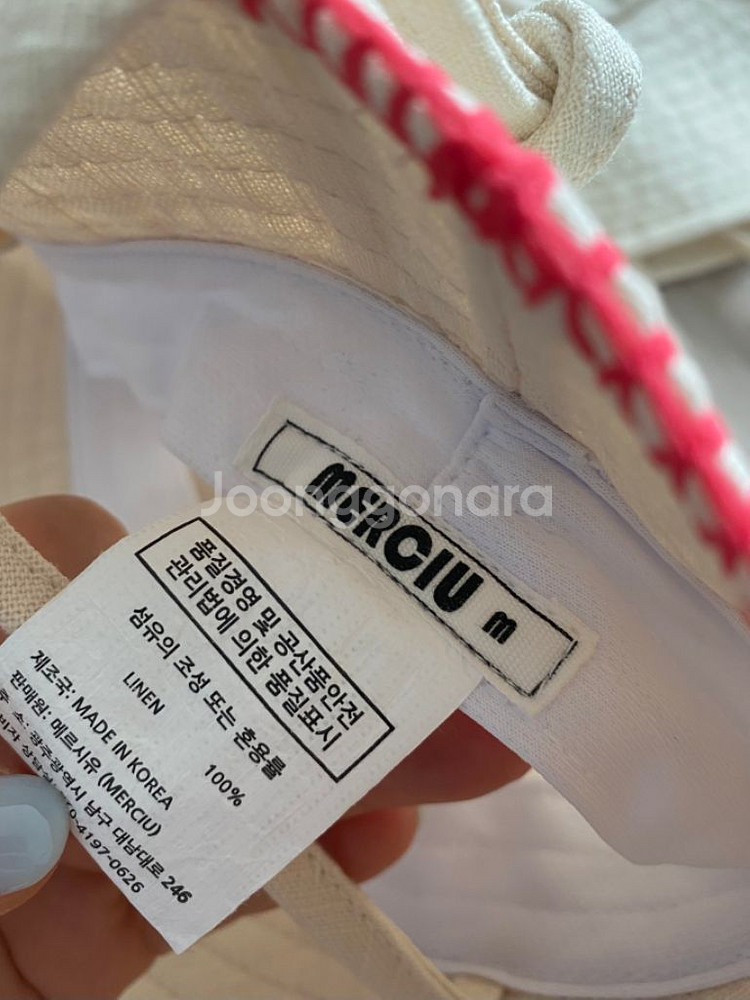 Joonggonara
MERCIU m
품질경영 및 공산품안전
관리법에 의한 품질표시
섬유의 조성 또는 혼용률
LINEN 100%
제조국: MADE IN KOREA
판매원: 메르시유 (MERCIU)
소: 광주광역시 남구 대남대로 246
4197-0626